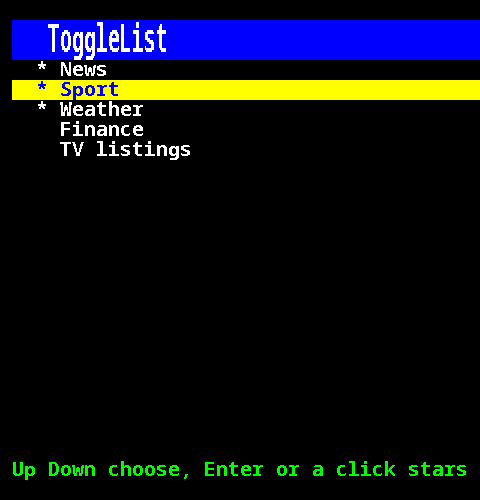 ToggleList
* News
* Sport
* Weather
Finance
TV listings
Up Down choose, Enter or a click stars